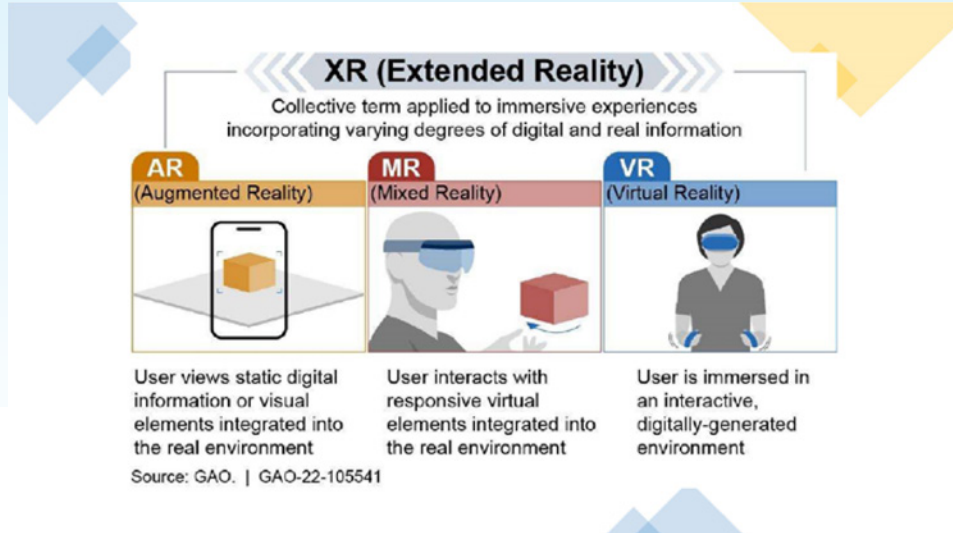 XR (Extended Reality)
Collective term applied to immersive experiences
incorporating varying degrees of digital and real information
AR
(Augmented Reality)
User views static digital
information or visual
elements integrated into
the real environment
MR
(Mixed Reality)
User interacts with
responsive virtual
elements integrated into
the real environment
VR
(Virtual Reality)
User is immersed in
an interactive,
digitally-generated
environment
Source: GAO. | GAO-22-105541